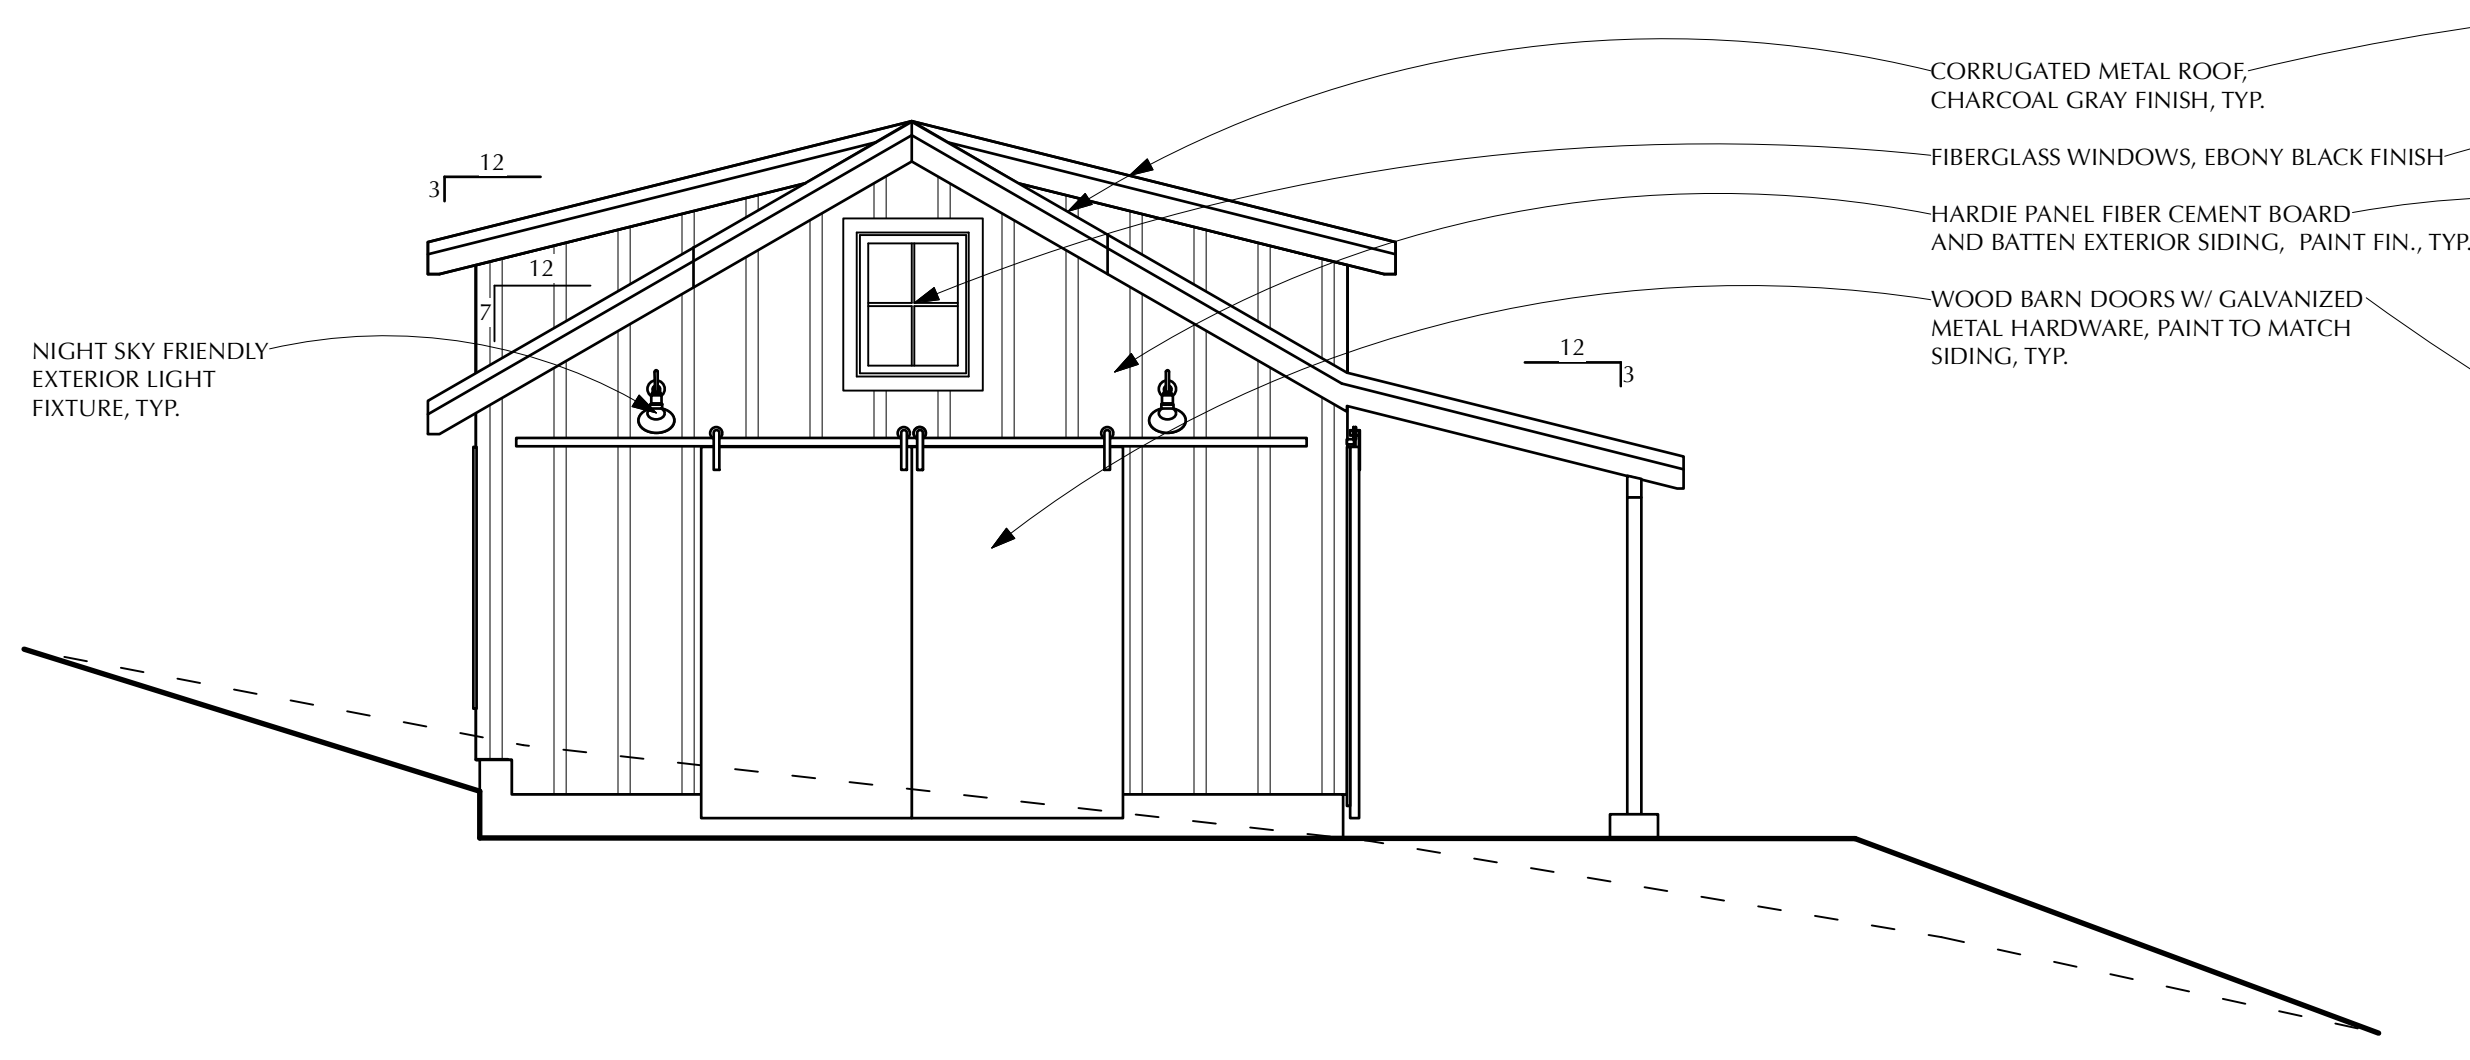 CORRUGATED METAL ROOF,
CHARCOAL GRAY FINISH, TYP.
FIBERGLASS WINDOWS, EBONY BLACK FINISH
HARDIE PANEL FIBER CEMENT BOARD
AND BATTEN EXTERIOR SIDING, PAINT FIN., TYP.
WOOD BARN DOORS W/ GALVANIZED
METAL HARDWARE, PAINT TO MATCH
SIDING, TYP.
12
3
12
7
12
3
NIGHT SKY FRIENDLY
EXTERIOR LIGHT
FIXTURE, TYP.